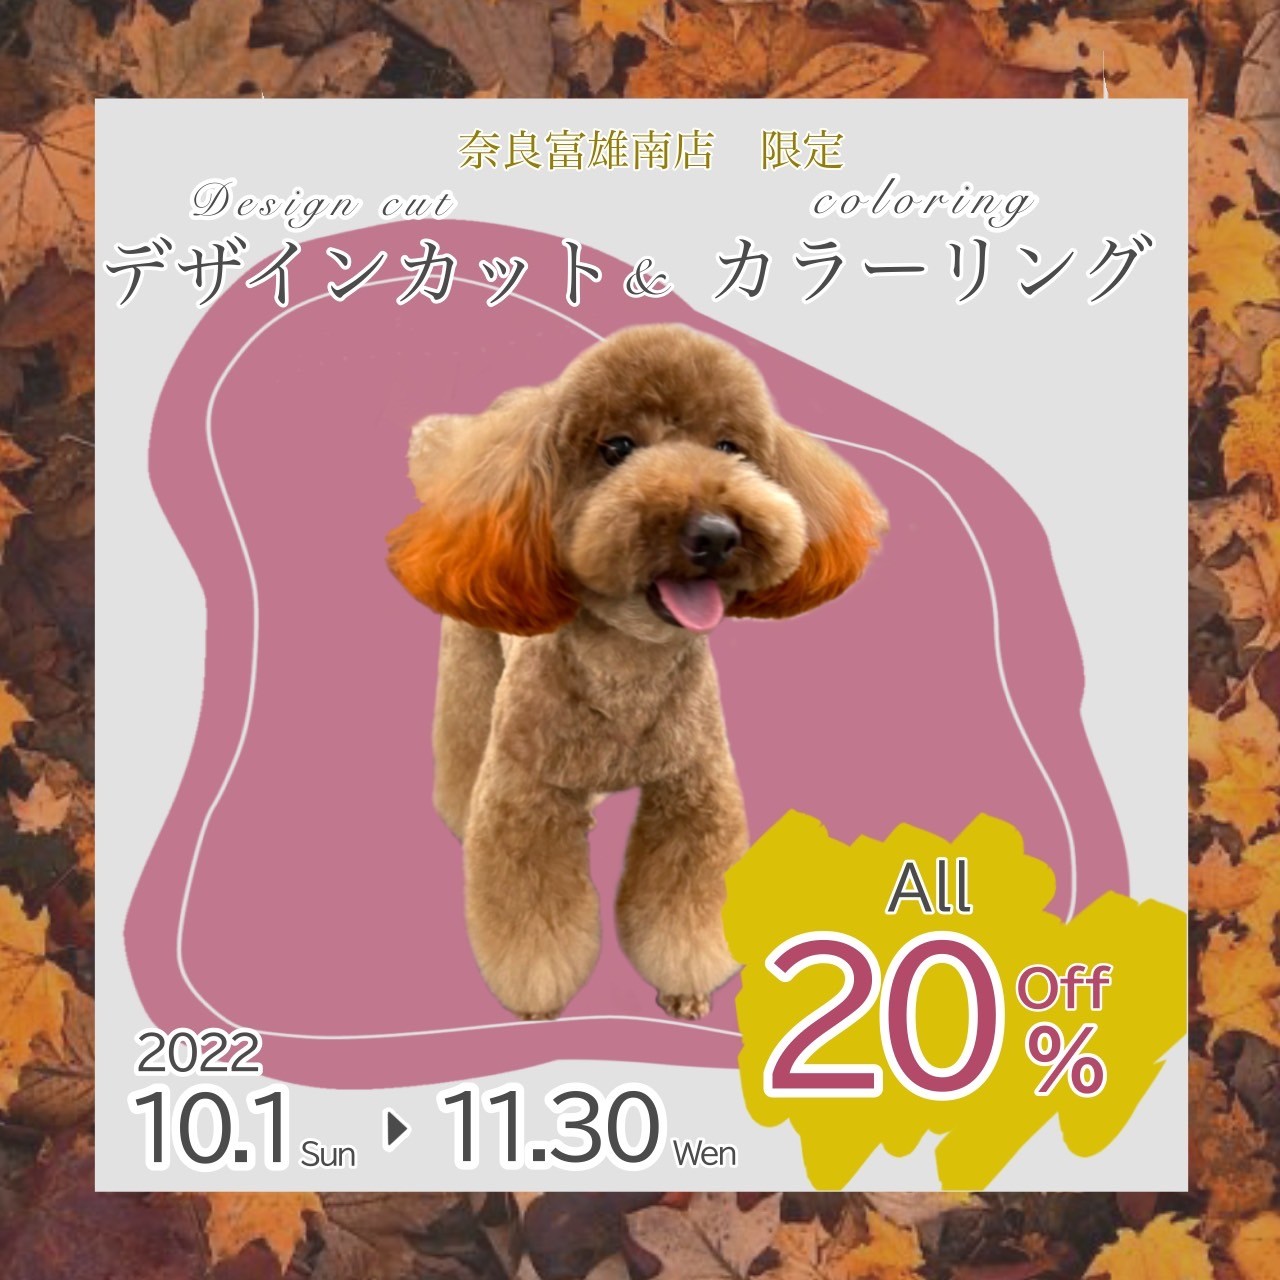 奈良富雄南店　限定
Design cut
coloring
デザインカット & カラーリング
All
20% Off
2022
10.1 Sun ▶ 11.30 Wen